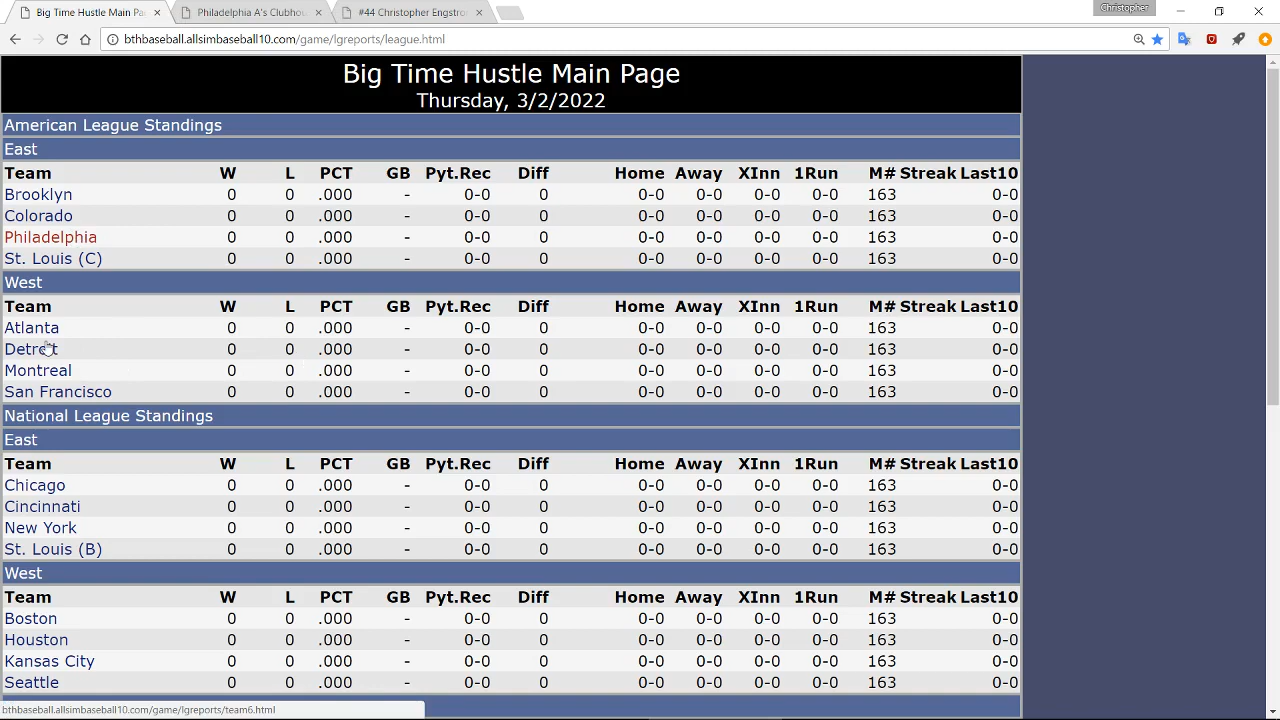 Big Time Hustle Main Pa
Philadelphia A's Clubhou
#44 Christopher Engstro
Christopher
bthbaseball.allsimbaseball10.com/game/lgreports/league.html
Big Time Hustle Main Page
Thursday, 3/2/2022
American League Standings
East
Team W L PCT GB Pyt.Rec Diff Home Away XInn 1Run M# Streak Last10
Brooklyn 0 0 .000 - 0-0 0 0-0 0-0 0-0 0-0 163 0-0
Colorado 0 0 .000 - 0-0 0 0-0 0-0 0-0 0-0 163 0-0
Philadelphia 0 0 .000 - 0-0 0 0-0 0-0 0-0 0-0 163 0-0
St. Louis (C) 0 0 .000 - 0-0 0 0-0 0-0 0-0 0-0 163 0-0
West
Team W L PCT GB Pyt.Rec Diff Home Away XInn 1Run M# Streak Last10
Atlanta 0 0 .000 - 0-0 0 0-0 0-0 0-0 0-0 163 0-0
Detroit 0 0 .000 - 0-0 0 0-0 0-0 0-0 0-0 163 0-0
Montreal 0 0 .000 - 0-0 0 0-0 0-0 0-0 0-0 163 0-0
San Francisco 0 0 .000 - 0-0 0 0-0 0-0 0-0 0-0 163 0-0
National League Standings
East
Team W L PCT GB Pyt.Rec Diff Home Away XInn 1Run M# Streak Last10
Chicago 0 0 .000 - 0-0 0 0-0 0-0 0-0 0-0 163 0-0
Cincinnati 0 0 .000 - 0-0 0 0-0 0-0 0-0 0-0 163 0-0
New York 0 0 .000 - 0-0 0 0-0 0-0 0-0 0-0 163 0-0
St. Louis (B) 0 0 .000 - 0-0 0 0-0 0-0 0-0 0-0 163 0-0
West
Team W L PCT GB Pyt.Rec Diff Home Away XInn 1Run M# Streak Last10
Boston 0 0 .000 - 0-0 0 0-0 0-0 0-0 0-0 163 0-0
Houston 0 0 .000 - 0-0 0 0-0 0-0 0-0 0-0 163 0-0
Kansas City 0 0 .000 - 0-0 0 0-0 0-0 0-0 0-0 163 0-0
Seattle 0 0 .000 - 0-0 0 0-0 0-0 0-0 0-0 163 0-0
bthbaseball.allsimbaseball10.com/game/lgreports/team6.html